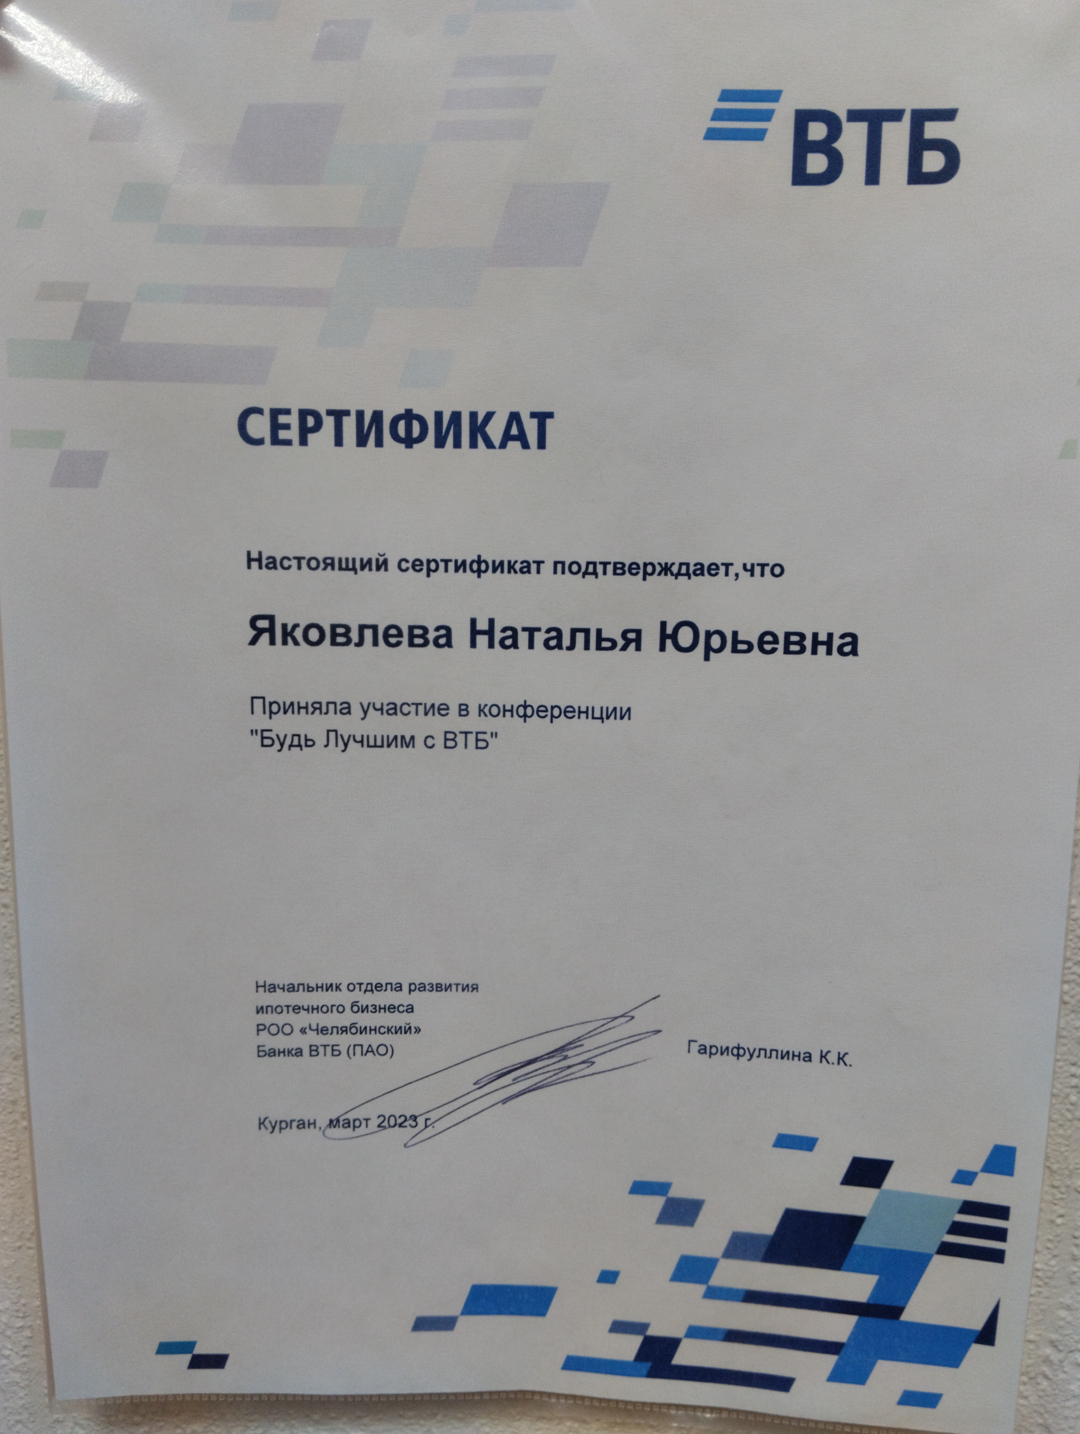 ВТБ
СЕРТИФИКАТ
Настоящий сертификат подтверждает,что
Яковлева Наталья Юрьевна
Приняла участие в конференции
"Будь Лучшим с ВТБ"
Начальник отдела развития
ипотечного бизнеса
РОО «Челябинский»
Банка ВТБ (ПАО)
Гарифуллина К.К.
Курган, март 2023 г.